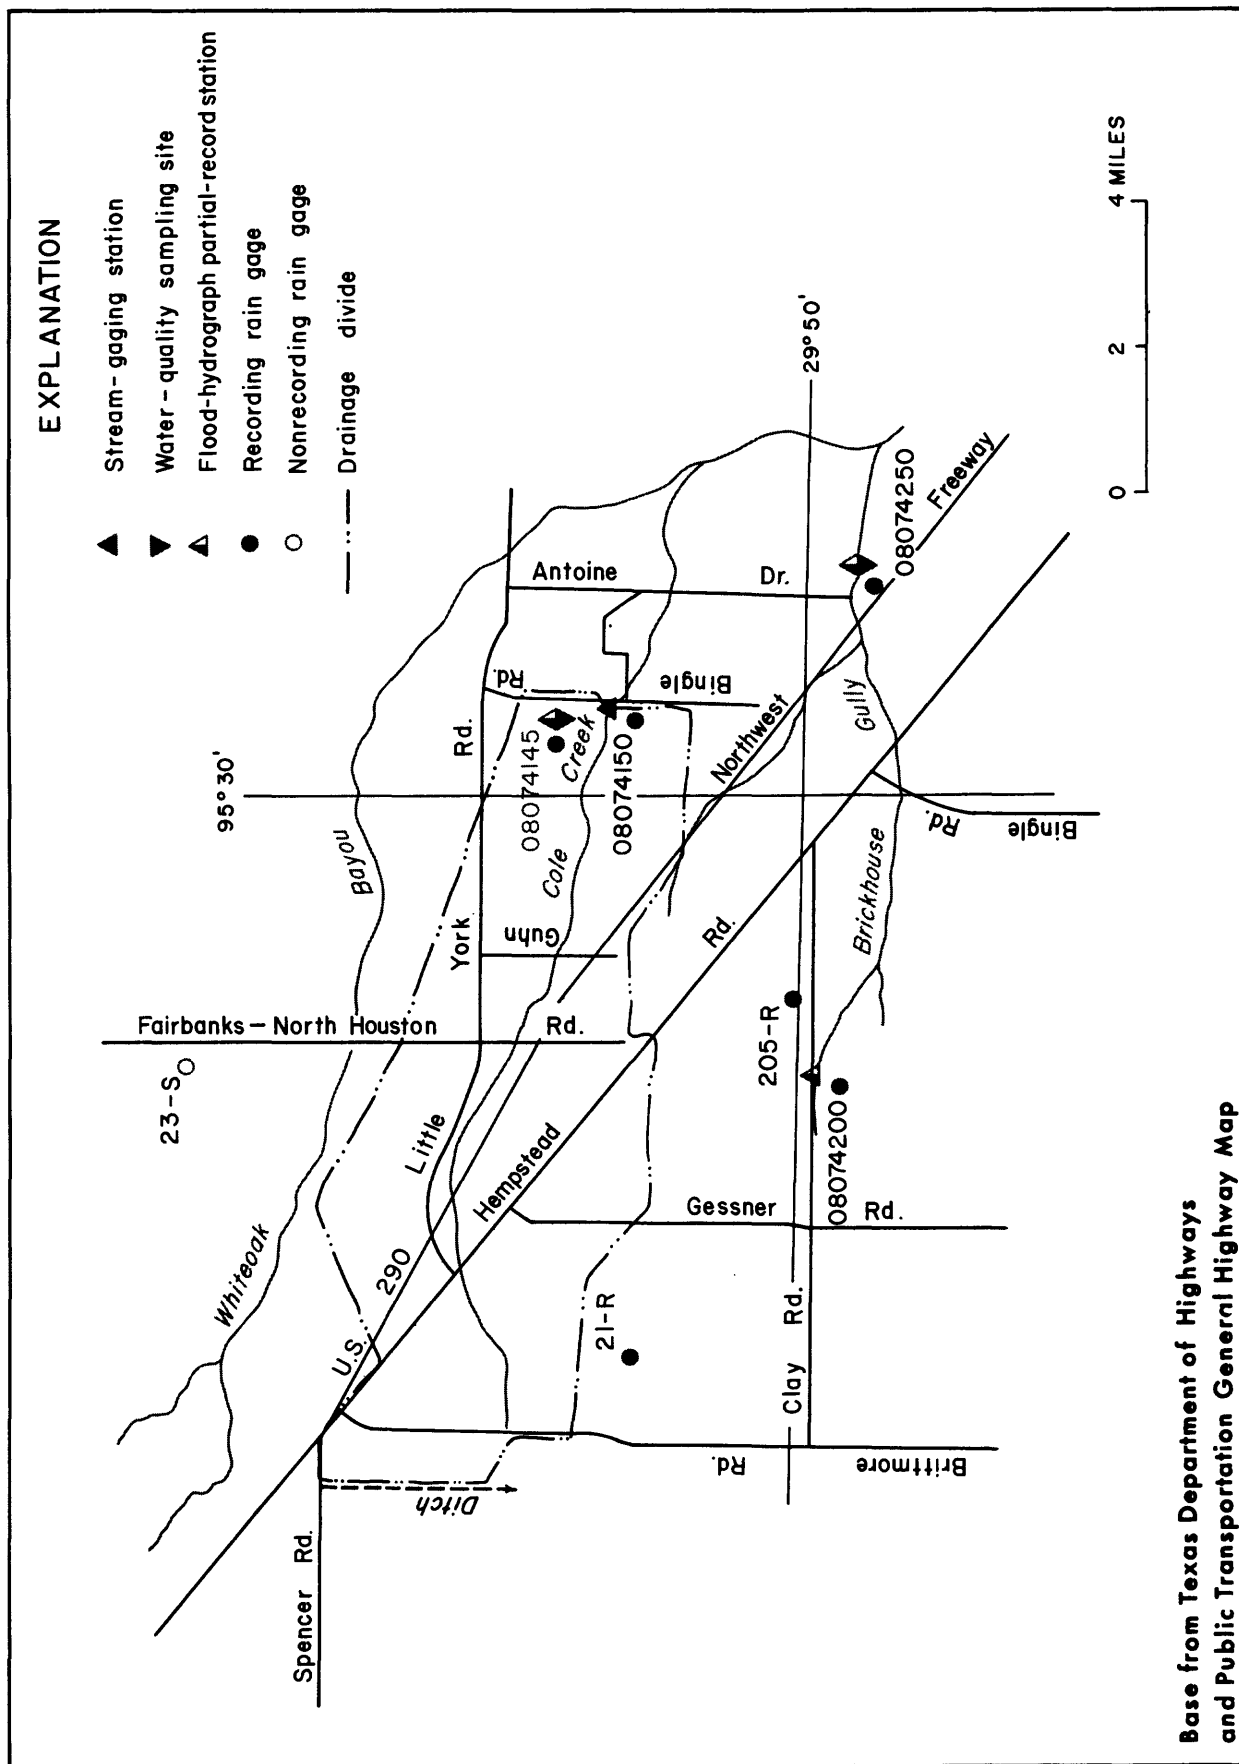 EXPLANATION
Stream-gaging station
Water-quality sampling site
Flood-hydrograph partial-record station
Recording rain gage
Nonrecording rain gage
Drainage divide
Whiteoak
Bayou
95°30'
23-S
Fairbanks-North Houston
Rd.
Spencer Rd.
U.S.
290
Little
York
Rd.
Guhn
Cole
Creek
08074145
08074150
Rd.
Bingle
Antoine
Dr.
Ditch
Hempstead
Rd.
Northwest
Freeway
21-R
Gessner
Rd.
205-R
29°50'
08074200
08074250
Clay
Rd.
Brickhouse
Gully
Rd.
Brittmore
Rd.
Bingle
0
2
4 MILES
Base from Texas Department of Highways
and Public Transportation General Highway Map